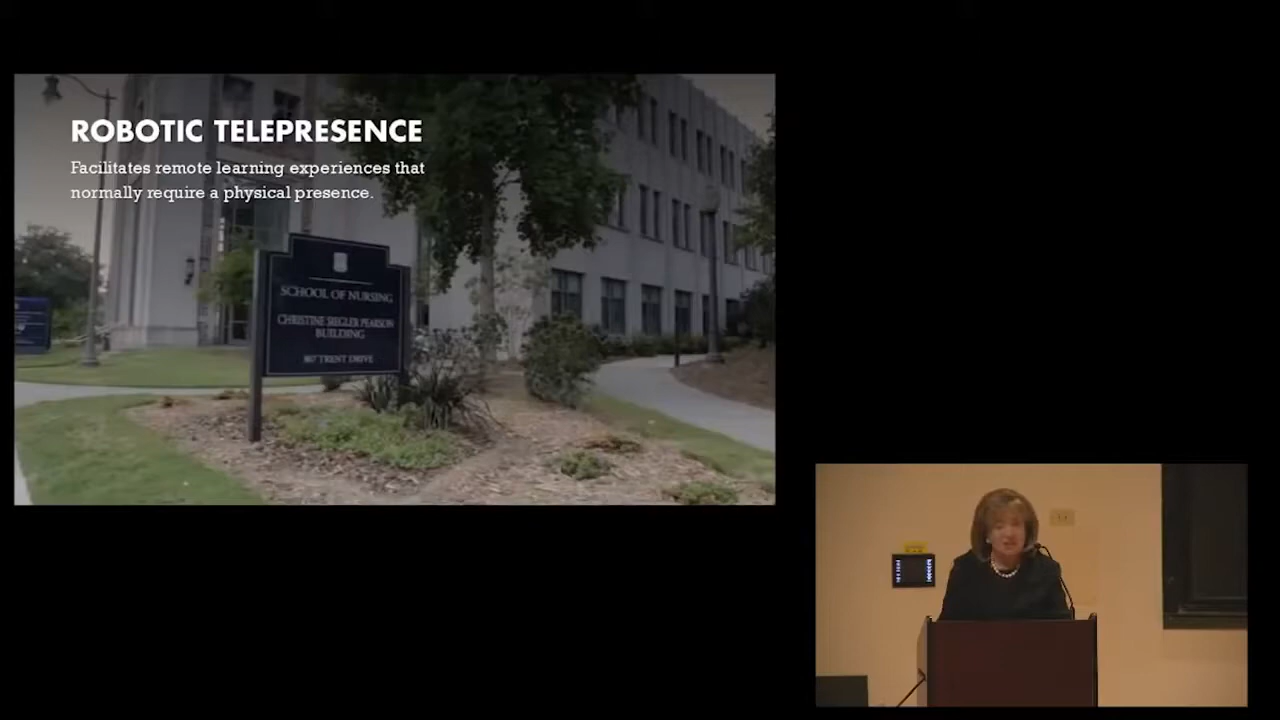 ROBOTIC TELEPRESENCE
Facilitates remote learning experiences that
normally require a physical presence.
SCHOOL OF NURSING
CHRISTINE SIEGLER PEARSON
BUILDING
307 TRENT DRIVE